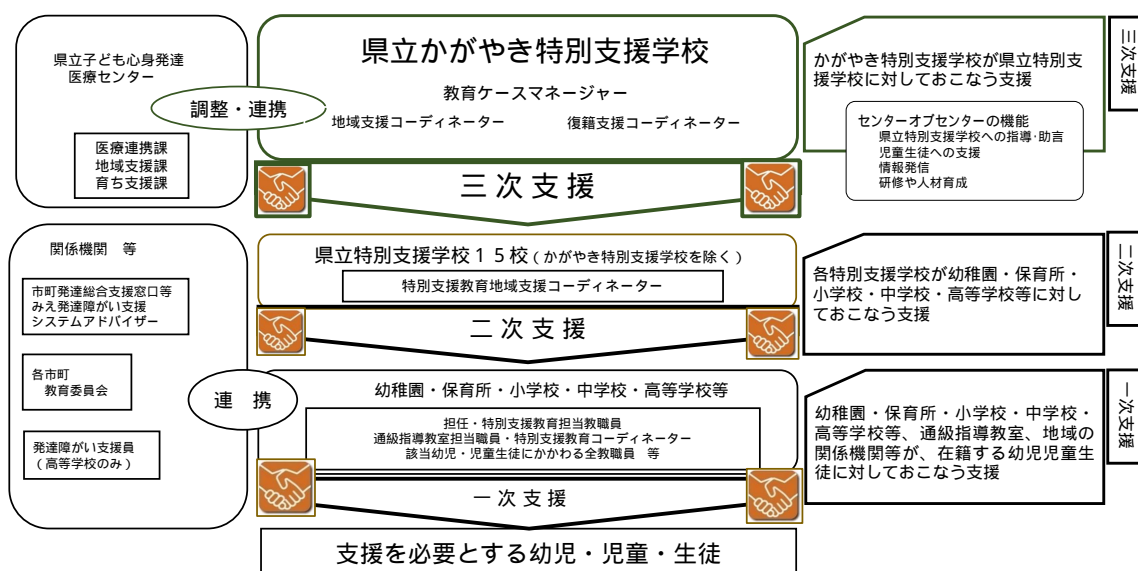 県立子ども心身発達
医療センター
調整・連携
医療連携課
地域支援課
育ち支援課
県立かがやき特別支援学校
教育ケースマネージャー
地域支援コーディネーター 復籍支援コーディネーター
三次支援
かがやき特別支援学校が県立特別支
援学校に対しておこなう支援
センターオブセンターの機能
県立特別支援学校への指導・助言
児童生徒への支援
情報発信
研修や人材育成
三次支援
関係機関 等
市町発達総合支援窓口等
みえ発達障がい支援
システムアドバイザー
各市町
教育委員会
発達障がい支援員
(高等学校のみ)
連 携
県立特別支援学校15校(かがやき特別支援学校を除く)
特別支援教育地域支援コーディネーター
二次支援
各特別支援学校が幼稚園・保育所・
小学校・中学校・高等学校等に対し
ておこなう支援
二次支援
幼稚園・保育所・小学校・中学校・高等学校等
担任・特別支援教育担当教職員
通級指導教室担当職員・特別支援教育コーディネーター
該当幼児・児童生徒にかかわる全教職員 等
一次支援
幼稚園・保育所・小学校・中学校・
高等学校等、通級指導教室、地域の
関係機関等が、在籍する幼児児童生
徒に対しておこなう支援
一次支援
支援を必要とする幼児・児童・生徒